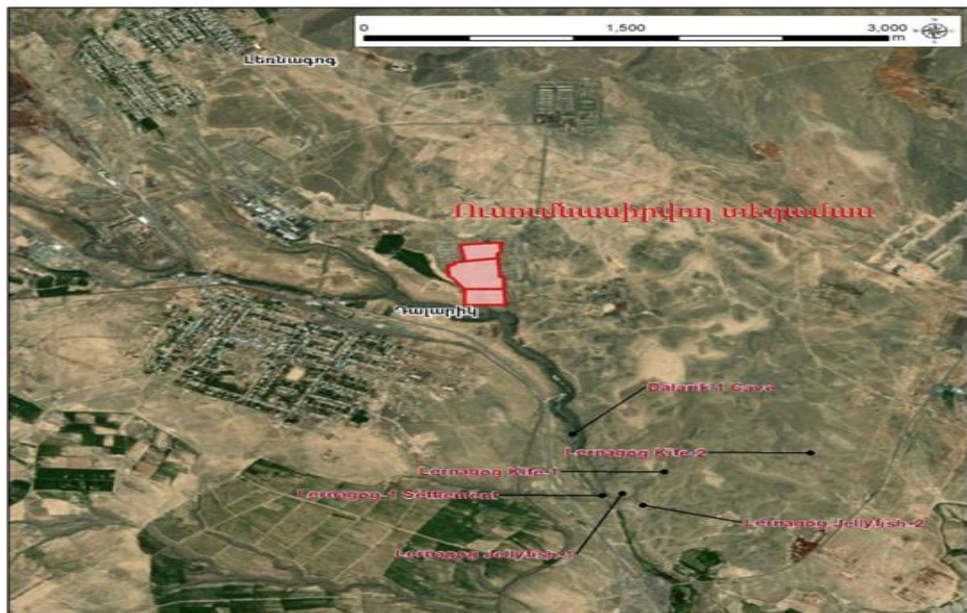 0 1,500 3,000
m
Լեռնագոգ
Ուսումնասիրվող տեղամաս
Դալարիկ
Dalarik-1 Cave
Lernagog Kite-2
Lernagog Kite-1
Lernagog-1 Settlement
Lernagog Jellyfish-2
Lernagog Jellyfish-1